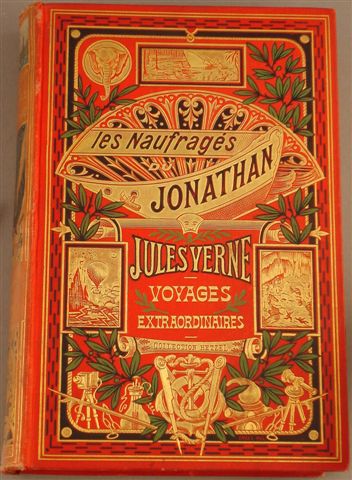 les Naufragés
DU
JONATHAN
JULES VERNE
VOYAGES
EXTRAORDINAIRES
COLLECTION HETZEL